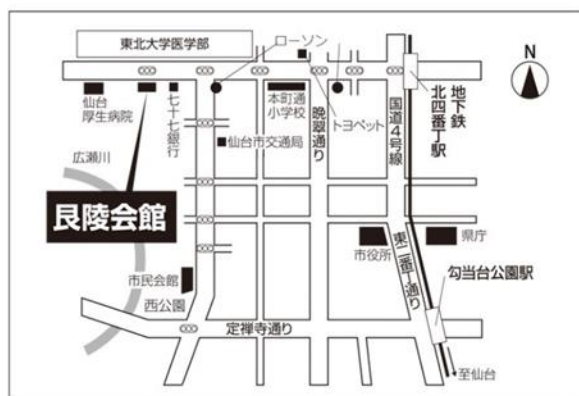 東北大学医学部
ローソン
N
仙台
厚生病院
七十七銀行
本町通
小学校
晩翠通り
トヨペット
国道4号線
地下鉄
北四番丁駅
広瀬川
仙台市交通局
艮陵会館
市民会館
西公園
市役所
東二番丁通り
県庁
勾当台公園駅
定禅寺通り
至仙台